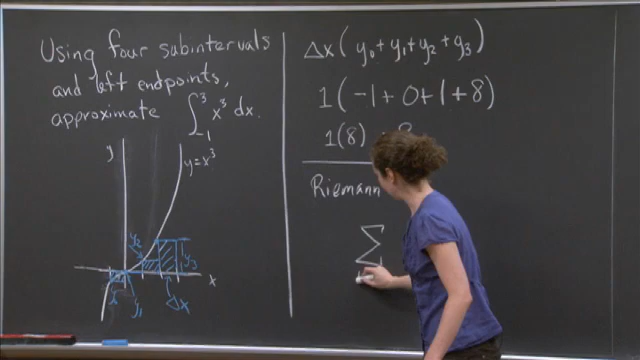 Using four subintervals
and left endpoints,
approximate ∫₋₁³ x³ dx.
y
y = x³
y₂
y₃
y₁
Δx
x
Δx(y₀ + y₁ + y₂ + y₃)
1(-1 + 0 + 1 + 8)
1(8)
Riemann
Σ